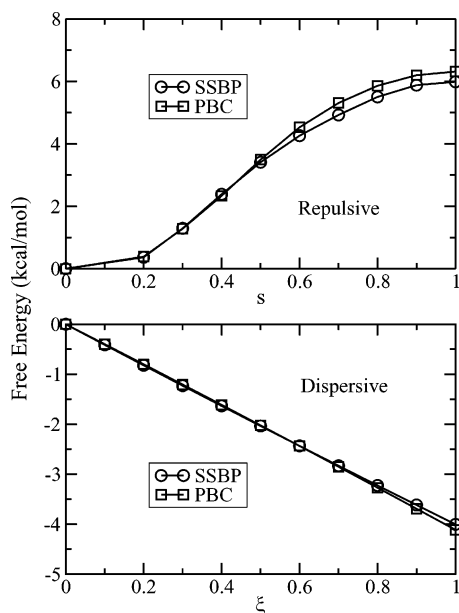 8
6
4
2
0
SSBP
PBC
Repulsive
0 0.2 0.4 0.6 0.8 1
s
Free Energy (kcal/mol)
0
-1
-2
-3
-4
-5
Dispersive
SSBP
PBC
0 0.2 0.4 0.6 0.8 1
ξ